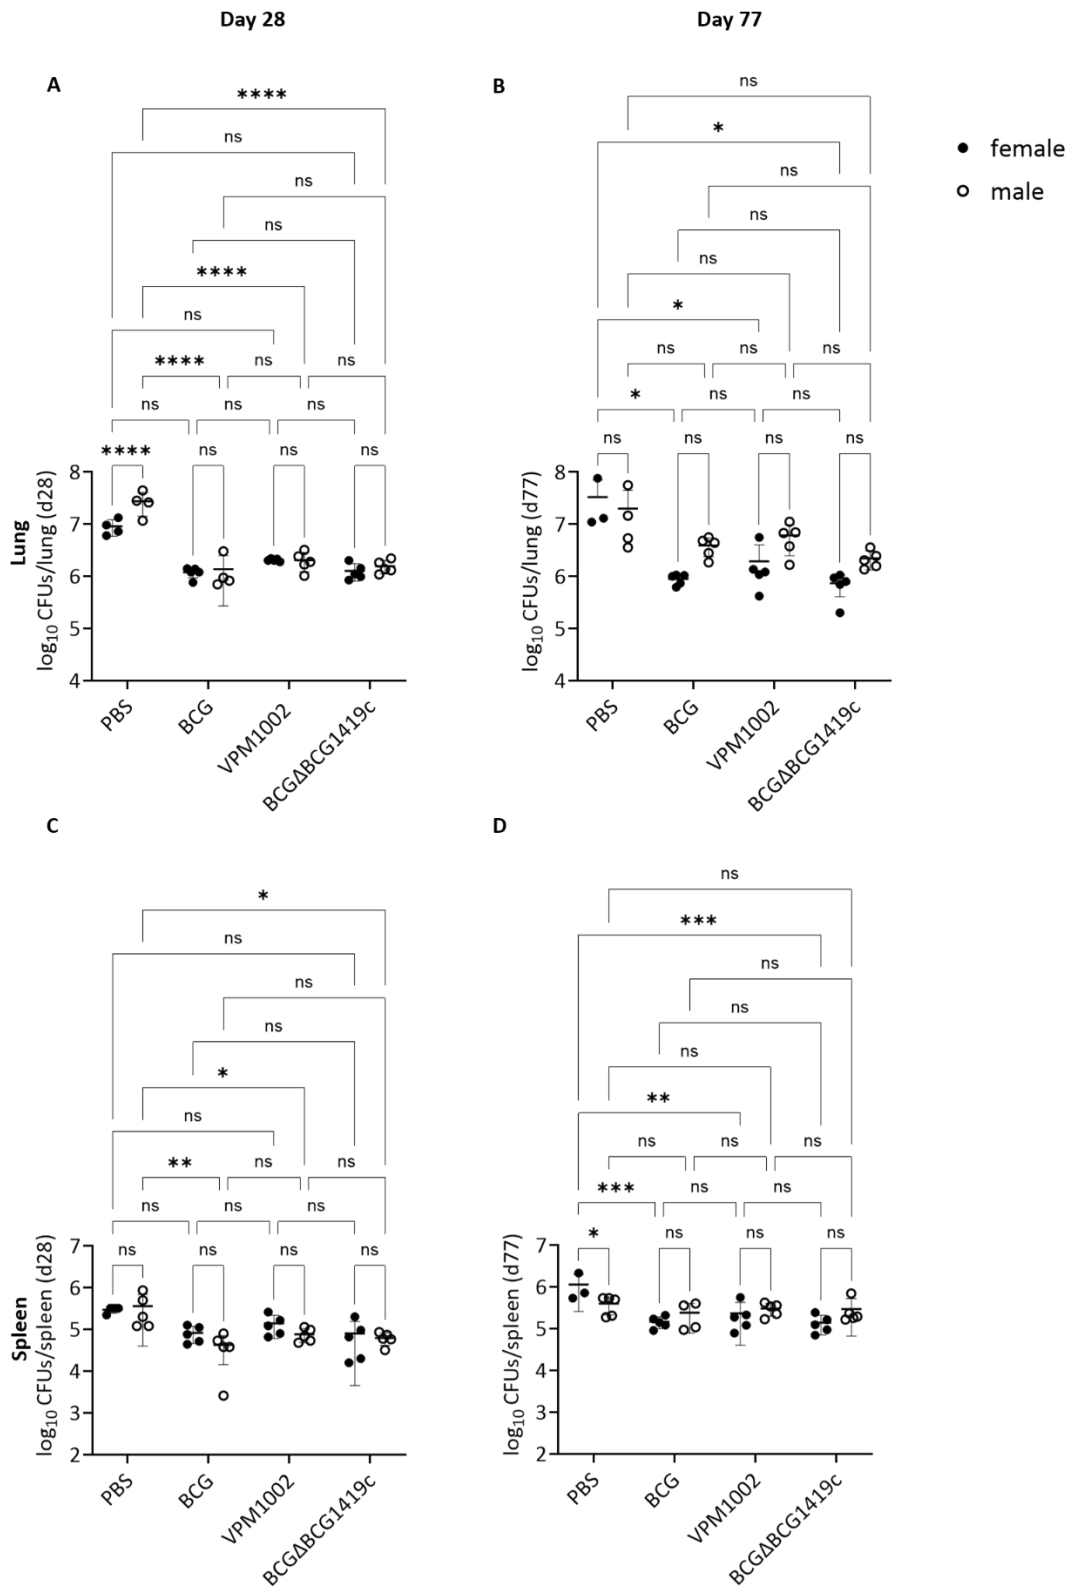 Day 28
Day 77
A
B
female
male
****
ns
ns
ns
****
ns
****
ns
ns
ns
ns
ns
****
ns
ns
ns
ns
*
ns
ns
ns
*
ns
ns
ns
*
ns
ns
ns
ns
ns
ns
Lung
log10 CFUs/lung (d28)
8
7
6
5
4
PBS
BCG
VPM1002
BCGΔBCG1419c
log10 CFUs/lung (d77)
8
7
6
5
4
PBS
BCG
VPM1002
BCGΔBCG1419c
C
D
*
ns
ns
ns
*
ns
**
ns
ns
ns
ns
ns
ns
ns
ns
ns
ns
***
ns
ns
ns
**
ns
ns
ns
***
ns
ns
*
ns
ns
ns
Spleen
log10 CFUs/spleen (d28)
7
6
5
4
3
2
PBS
BCG
VPM1002
BCGΔBCG1419c
log10 CFUs/spleen (d77)
7
6
5
4
3
2
PBS
BCG
VPM1002
BCGΔBCG1419c